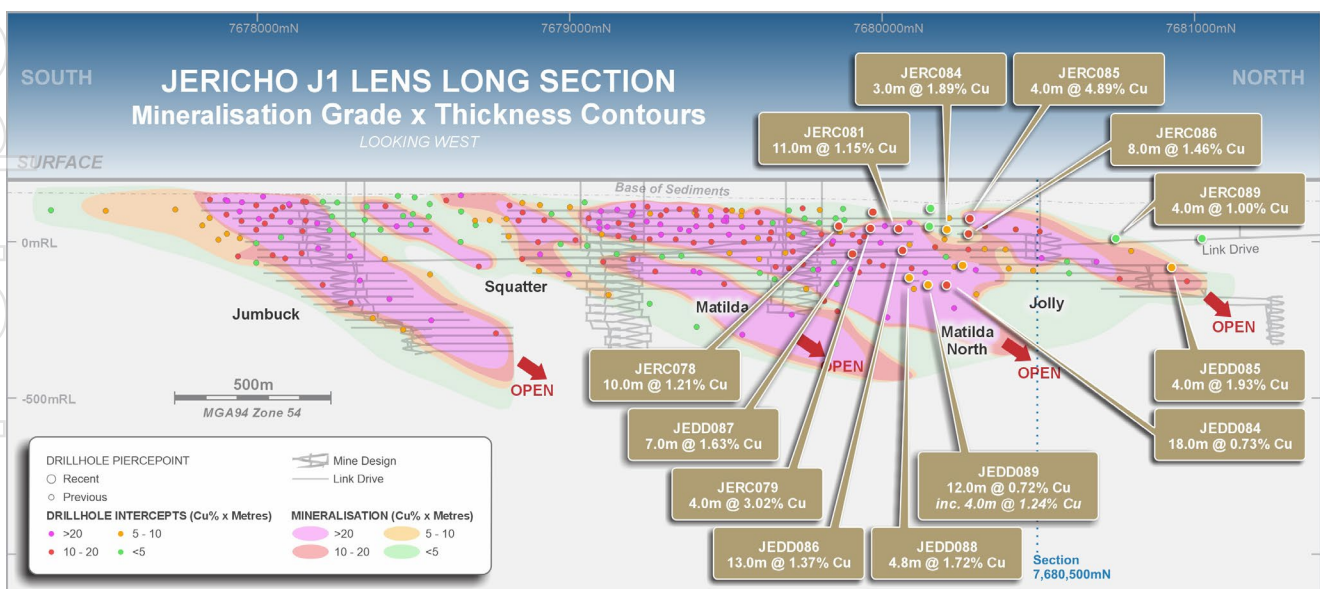 7678000mN
7679000mN
7680000mN
7681000mN
SOUTH
NORTH
JERICHO J1 LENS LONG SECTION
Mineralisation Grade x Thickness Contours
LOOKING WEST
SURFACE
JERC084
3.0m @ 1.89% Cu
JERC085
4.0m @ 4.89% Cu
JERC081
11.0m @ 1.15% Cu
JERC086
8.0m @ 1.46% Cu
JERC089
4.0m @ 1.00% Cu
Base of Sediments
0mRL
Link Drive
Squatter
Jumbuck
Matilda
Matilda
North
Jolly
OPEN
OPEN
OPEN
OPEN
500m
MGA94 Zone 54
-500mRL
JERC078
10.0m @ 1.21% Cu
JEDD085
4.0m @ 1.93% Cu
JEDD087
7.0m @ 1.63% Cu
JEDD084
18.0m @ 0.73% Cu
JERC079
4.0m @ 3.02% Cu
JEDD089
12.0m @ 0.72% Cu
inc. 4.0m @ 1.24% Cu
JEDD086
13.0m @ 1.37% Cu
JEDD088
4.8m @ 1.72% Cu
Section
7,680,500mN
DRILLHOLE PIERCEPOINT
Recent
Previous
Mine Design
Link Drive
DRILLHOLE INTERCEPTS (Cu% x Metres)
>20
5 - 10
10 - 20
<5
MINERALISATION (Cu% x Metres)
>20
5 - 10
10 - 20
<5